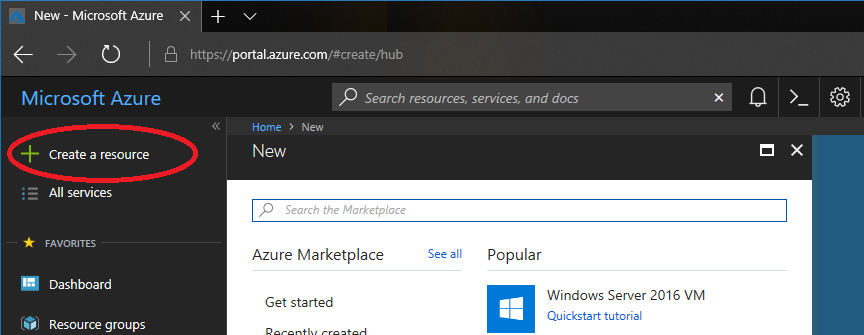 New - Microsoft Azure
https://portal.azure.com/#create/hub
Microsoft Azure
Search resources, services, and docs
Home > New
Create a resource
New
All services
Search the Marketplace
FAVORITES
Azure Marketplace
See all
Popular
Dashboard
Get started
Windows Server 2016 VM
Quickstart tutorial
Resource groups
Recently created